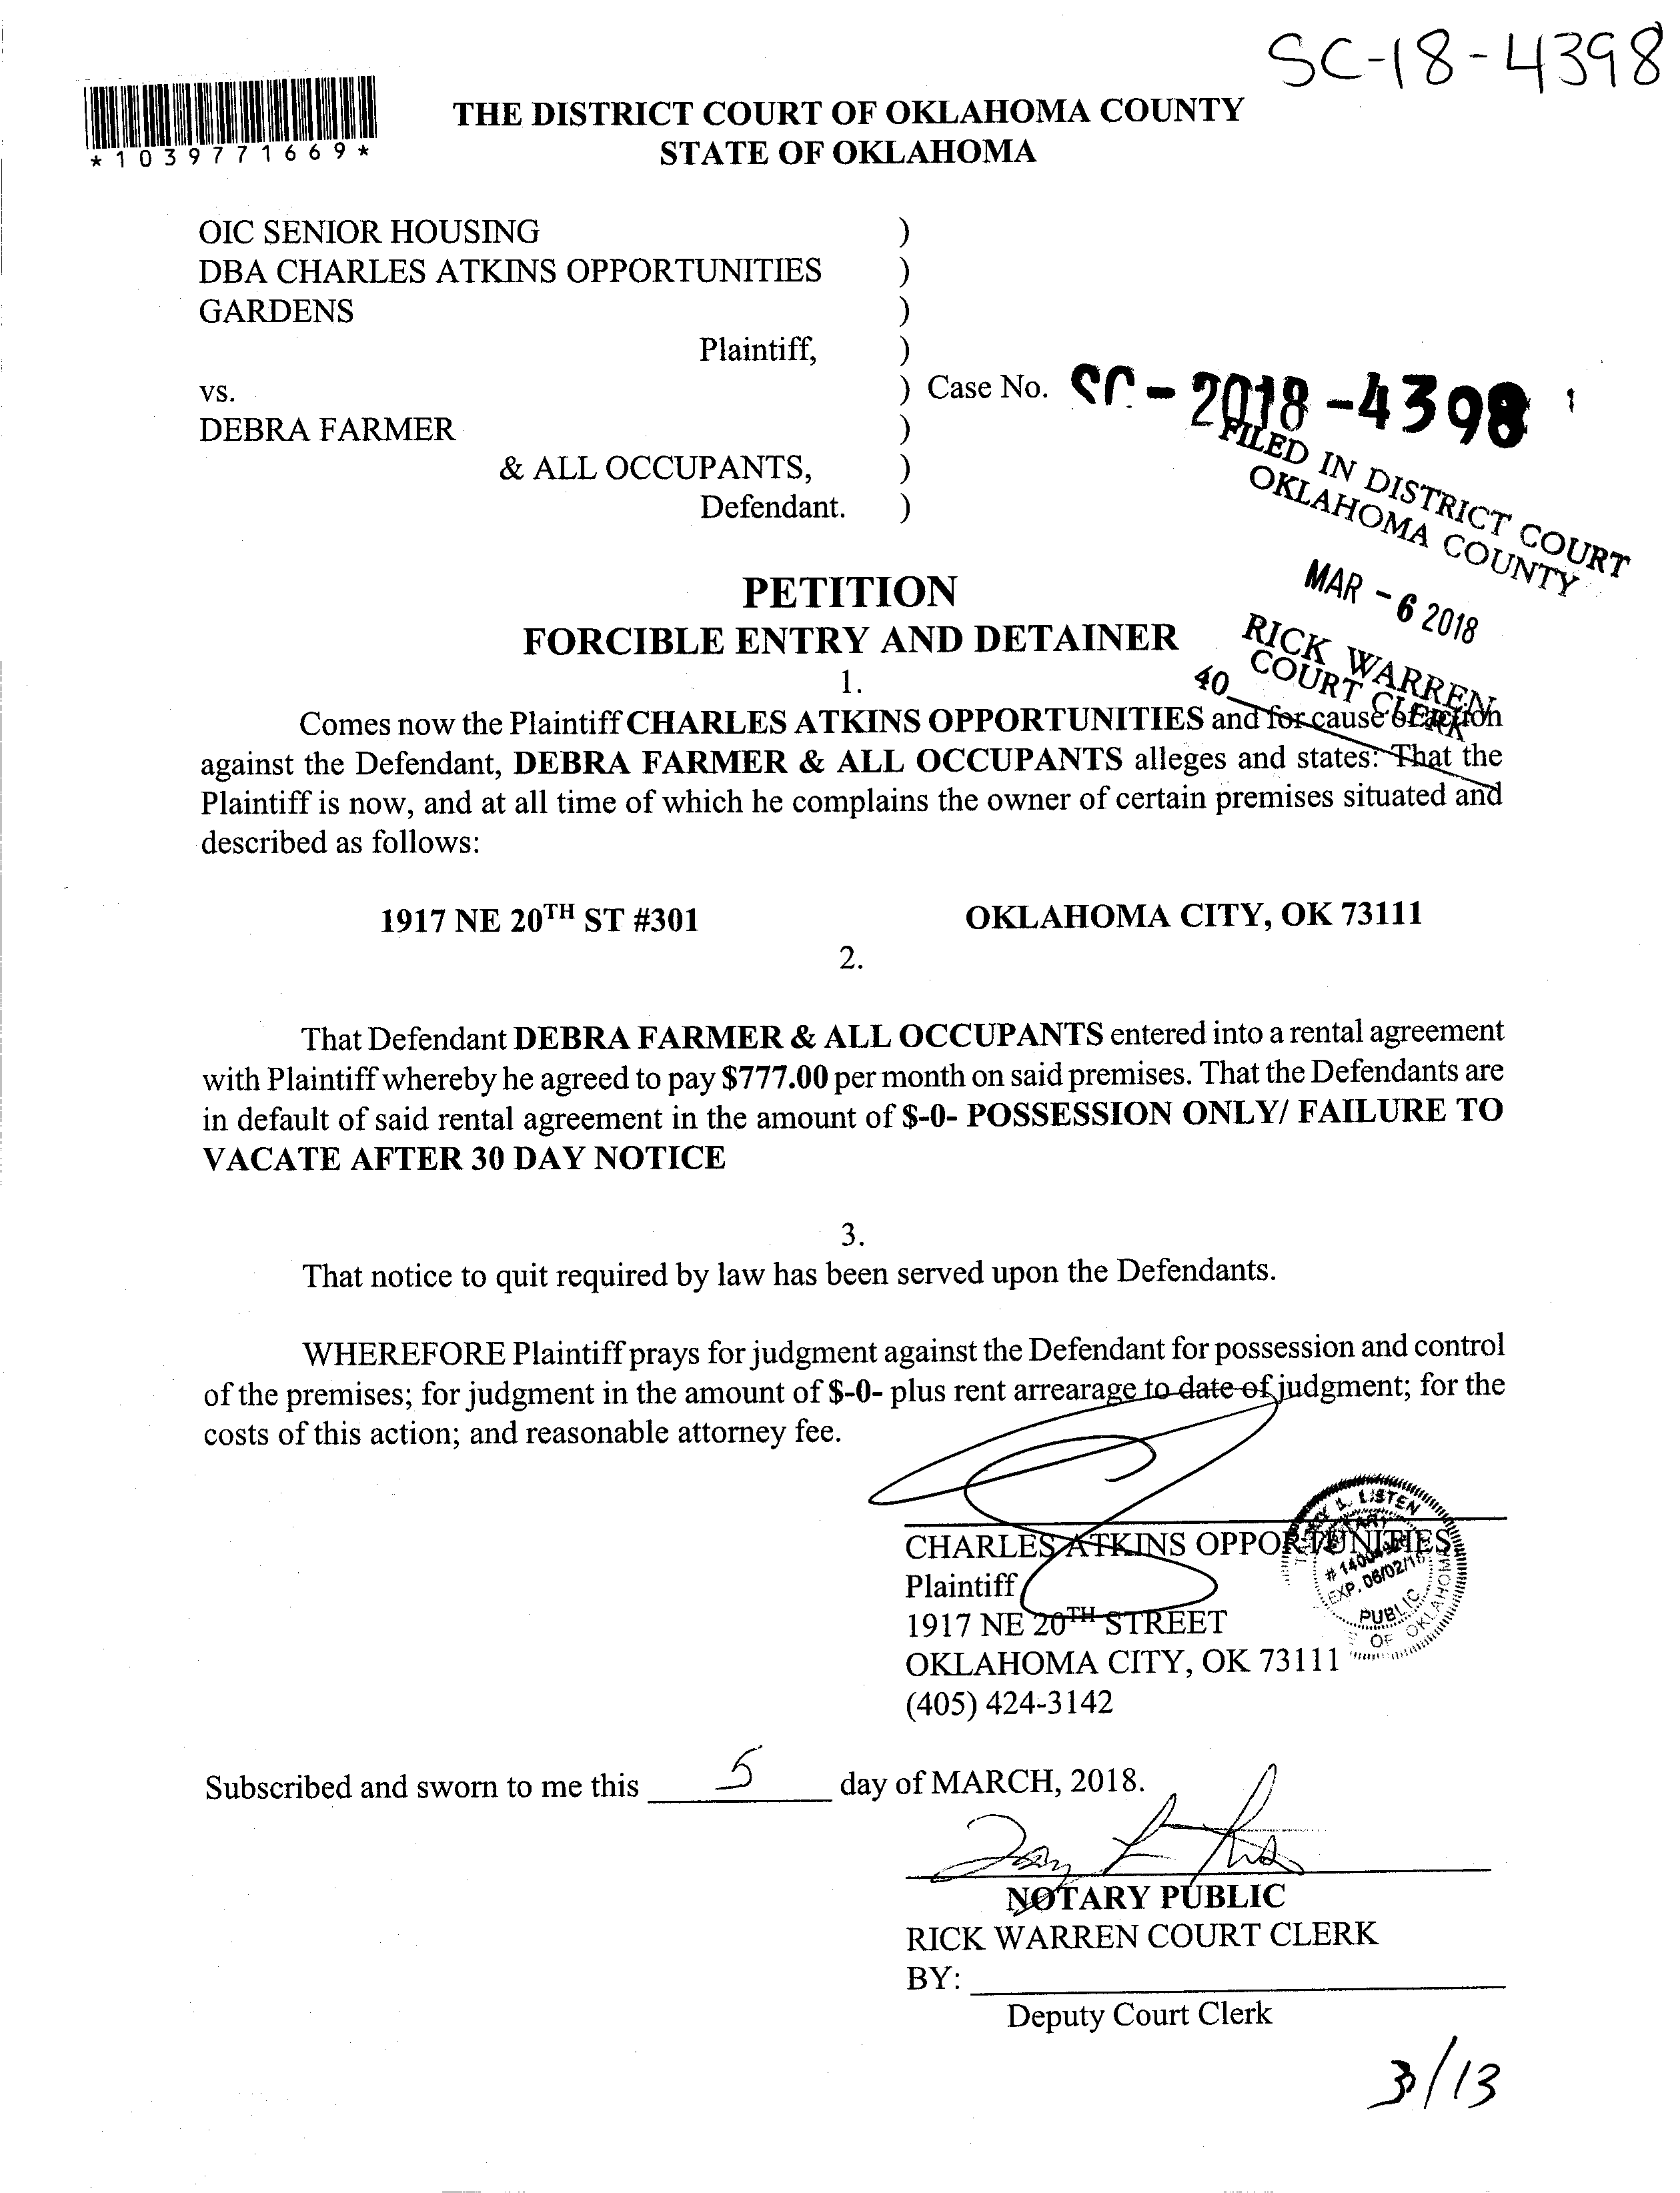 SC-18-4398
*1039771669*
THE DISTRICT COURT OF OKLAHOMA COUNTY
STATE OF OKLAHOMA
OIC SENIOR HOUSING )
DBA CHARLES ATKINS OPPORTUNITIES )
GARDENS )
Plaintiff, )
vs. ) Case No. SC-2018-4398
DEBRA FARMER )
& ALL OCCUPANTS, )
Defendant. )
FILED IN DISTRICT COURT
OKLAHOMA COUNTY
MAR - 6 2018
RICK WARREN
COURT CLERK
40
PETITION
FORCIBLE ENTRY AND DETAINER
1.
Comes now the Plaintiff CHARLES ATKINS OPPORTUNITIES and for cause of action
against the Defendant, DEBRA FARMER & ALL OCCUPANTS alleges and states: That the
Plaintiff is now, and at all time of which he complains the owner of certain premises situated and
described as follows:
1917 NE 20TH ST #301 OKLAHOMA CITY, OK 73111
2.
That Defendant DEBRA FARMER & ALL OCCUPANTS entered into a rental agreement
with Plaintiff whereby he agreed to pay $777.00 per month on said premises. That the Defendants are
in default of said rental agreement in the amount of $-0- POSSESSION ONLY/ FAILURE TO
VACATE AFTER 30 DAY NOTICE
3.
That notice to quit required by law has been served upon the Defendants.
WHEREFORE Plaintiff prays for judgment against the Defendant for possession and control
of the premises; for judgment in the amount of $-0- plus rent arrearage to date of judgment; for the
costs of this action; and reasonable attorney fee.
CHARLES ATKINS OPPORTUNITIES
Plaintiff
1917 NE 20TH STREET
OKLAHOMA CITY, OK 73111
(405) 424-3142
L. LISTEN
EXP. 06/02/18
PUBLIC
OF OKLAHOMA
Subscribed and sworn to me this 5 day of MARCH, 2018.
NOTARY PUBLIC
RICK WARREN COURT CLERK
BY:
Deputy Court Clerk
3/13